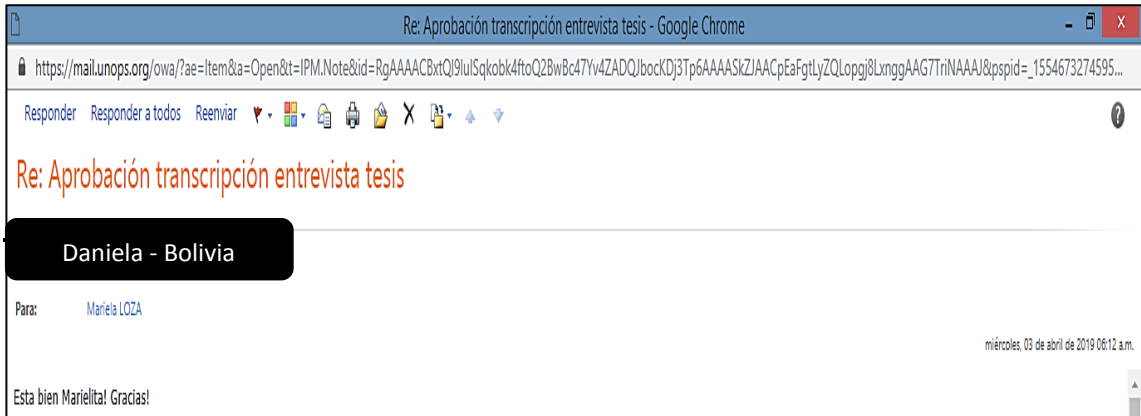 Re: Aprobación transcripción entrevista tesis - Google Chrome
https://mail.unops.org/owa/?ae=Item&a=Open&t=IPM.Note&id=RgAAAACBxtQI9IuISqkobk4ftoQ2BwBc47Yv4ZADQJbocKDj3Tp6AAAASkZJAACpEaFgtLyZQLopgj8LxnggAAG7TriNAAAJ&pspid=_1554673274595...
Responder Responder a todos Reenviar
Re: Aprobación transcripción entrevista tesis
Daniela - Bolivia
Para: Mariela LOZA
miércoles, 03 de abril de 2019 06:12 a.m.
Esta bien Marielita! Gracias!